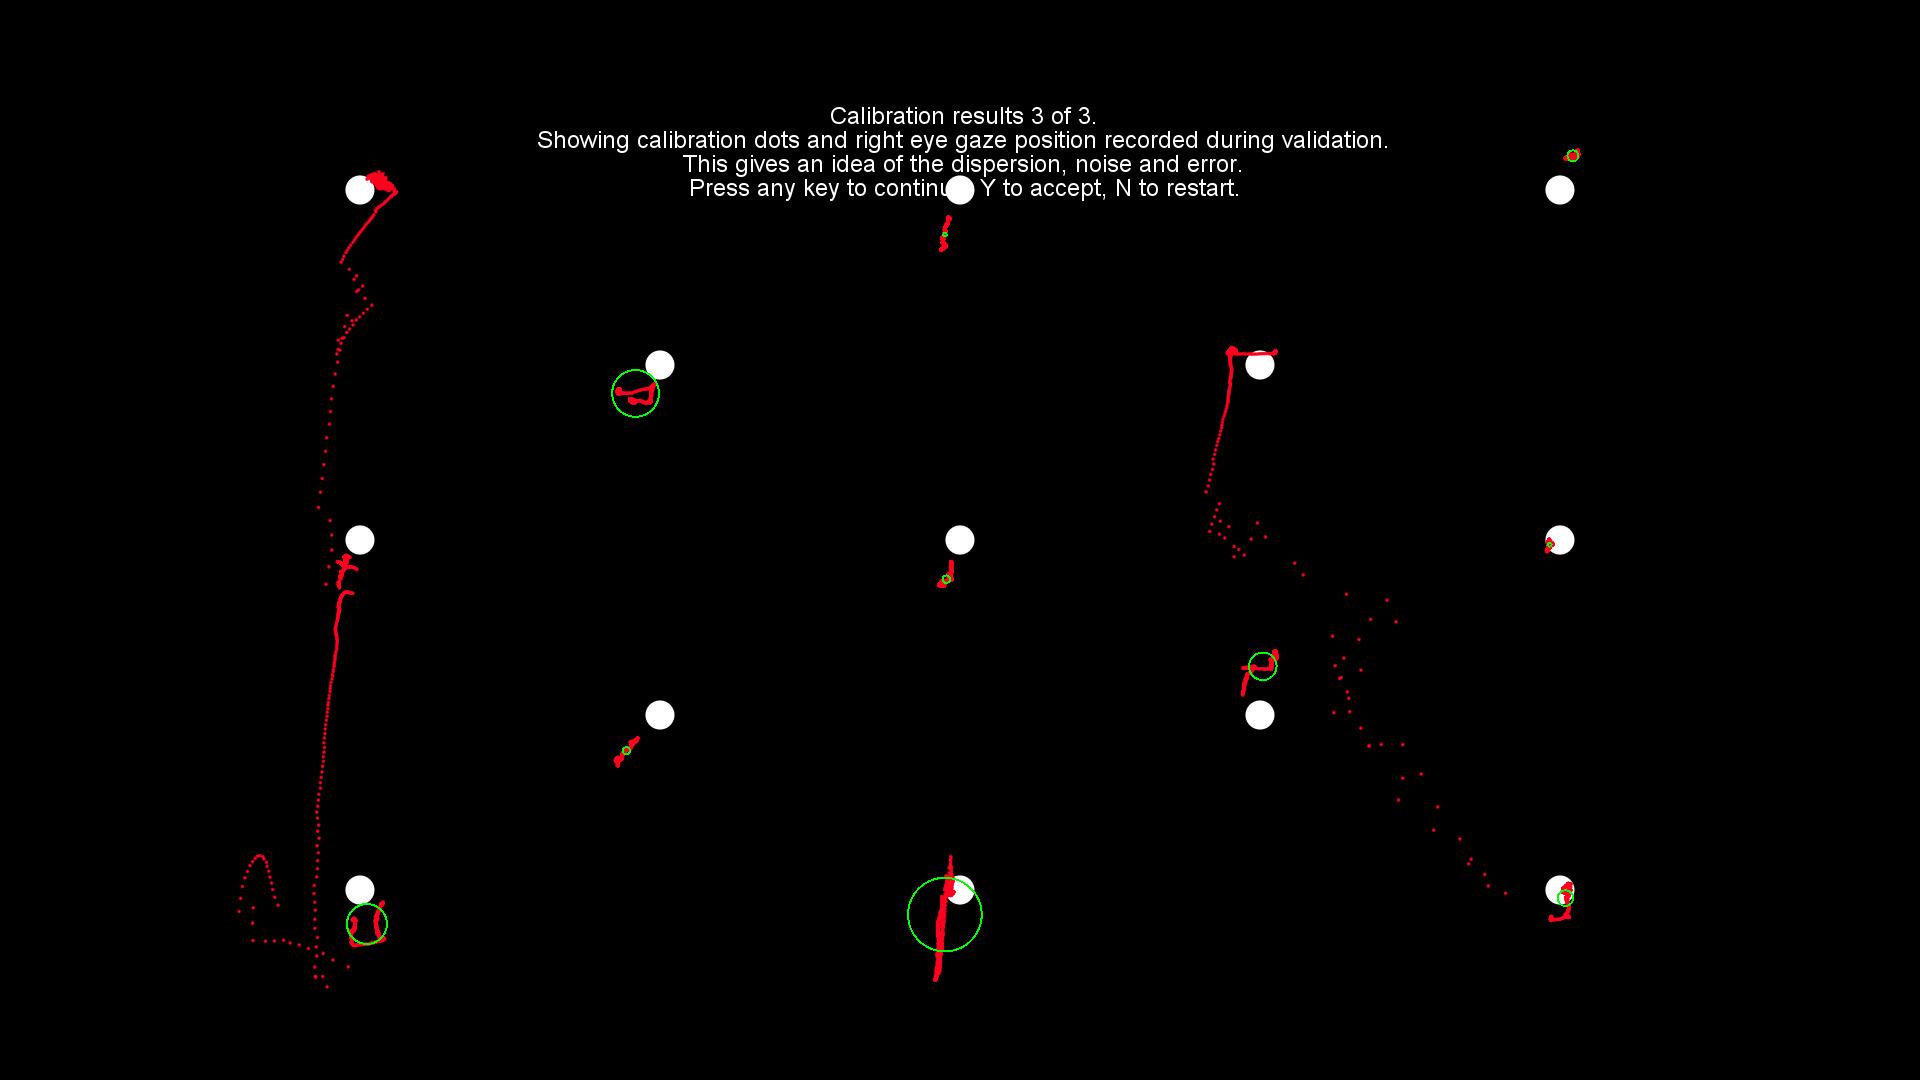 Calibration results 3 of 3.
Showing calibration dots and right eye gaze position recorded during validation.
This gives an idea of the dispersion, noise and error.
Press any key to continu Y to accept, N to restart.